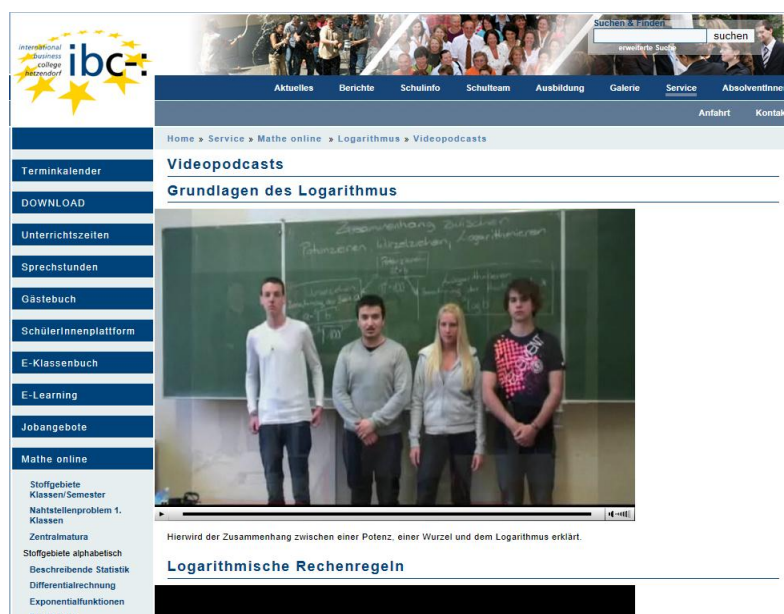 international
business
college
hetzendorf
ibc-:
Suchen & Finden
suchen
erweiterte Suche
Aktuelles Berichte Schulinfo Schulteam Ausbildung Galerie Service AbsolventInne
Anfahrt Kontak
Home » Service » Mathe online » Logarithmus » Videopodcasts
Terminkalender
DOWNLOAD
Unterrichtszeiten
Sprechstunden
Gästebuch
SchülerInnenplattform
E-Klassenbuch
E-Learning
Jobangebote
Mathe online
Stoffgebiete
Klassen/Semester
Nahtstellenproblem 1.
Klassen
Zentralmatura
Stoffgebiete alphabetisch
Beschreibende Statistik
Differentialrechnung
Exponentialfunktionen
Videopodcasts
Grundlagen des Logarithmus
Zusammenhang zwischen
Potenzieren, Wurzelziehen, Logarithmieren
Potenzieren
Hierwird der Zusammenhang zwischen einer Potenz, einer Wurzel und dem Logarithmus erklärt.
Logarithmische Rechenregeln